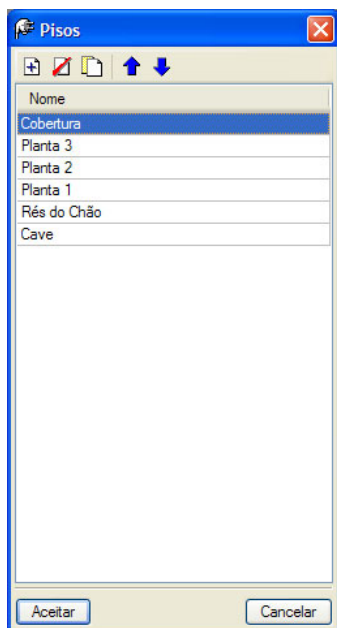 Pisos
Nome
Cobertura
Planta 3
Planta 2
Planta 1
Rés do Chão
Cave
Aceitar
Cancelar